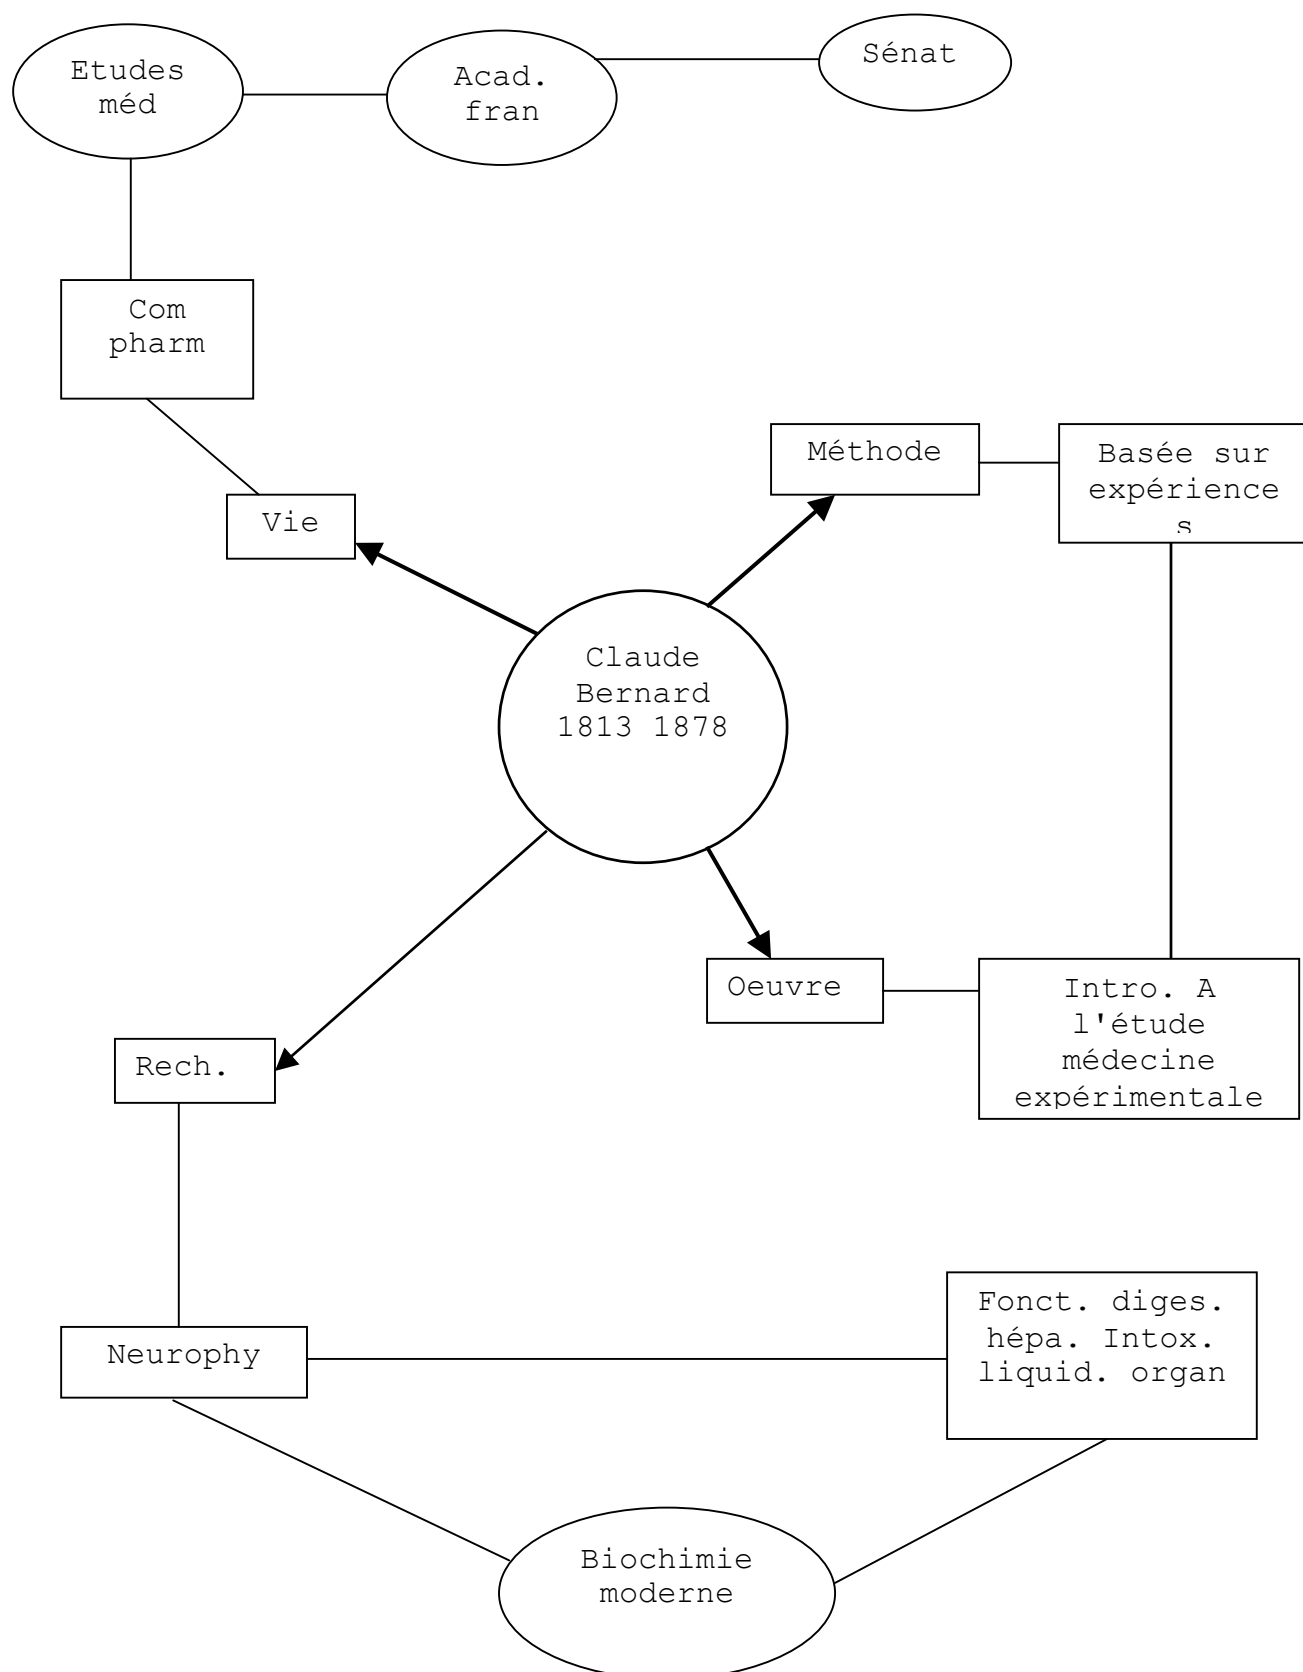 Etudes
méd
Acad.
fran
Sénat
Com
pharm
Vie
Méthode
Basée sur
expérience
s
Claude
Bernard
1813 1878
Oeuvre
Intro. A
l'étude
médecine
expérimentale
Rech.
Neurophy
Fonct. diges.
hépa. Intox.
liquid. organ
Biochimie
moderne